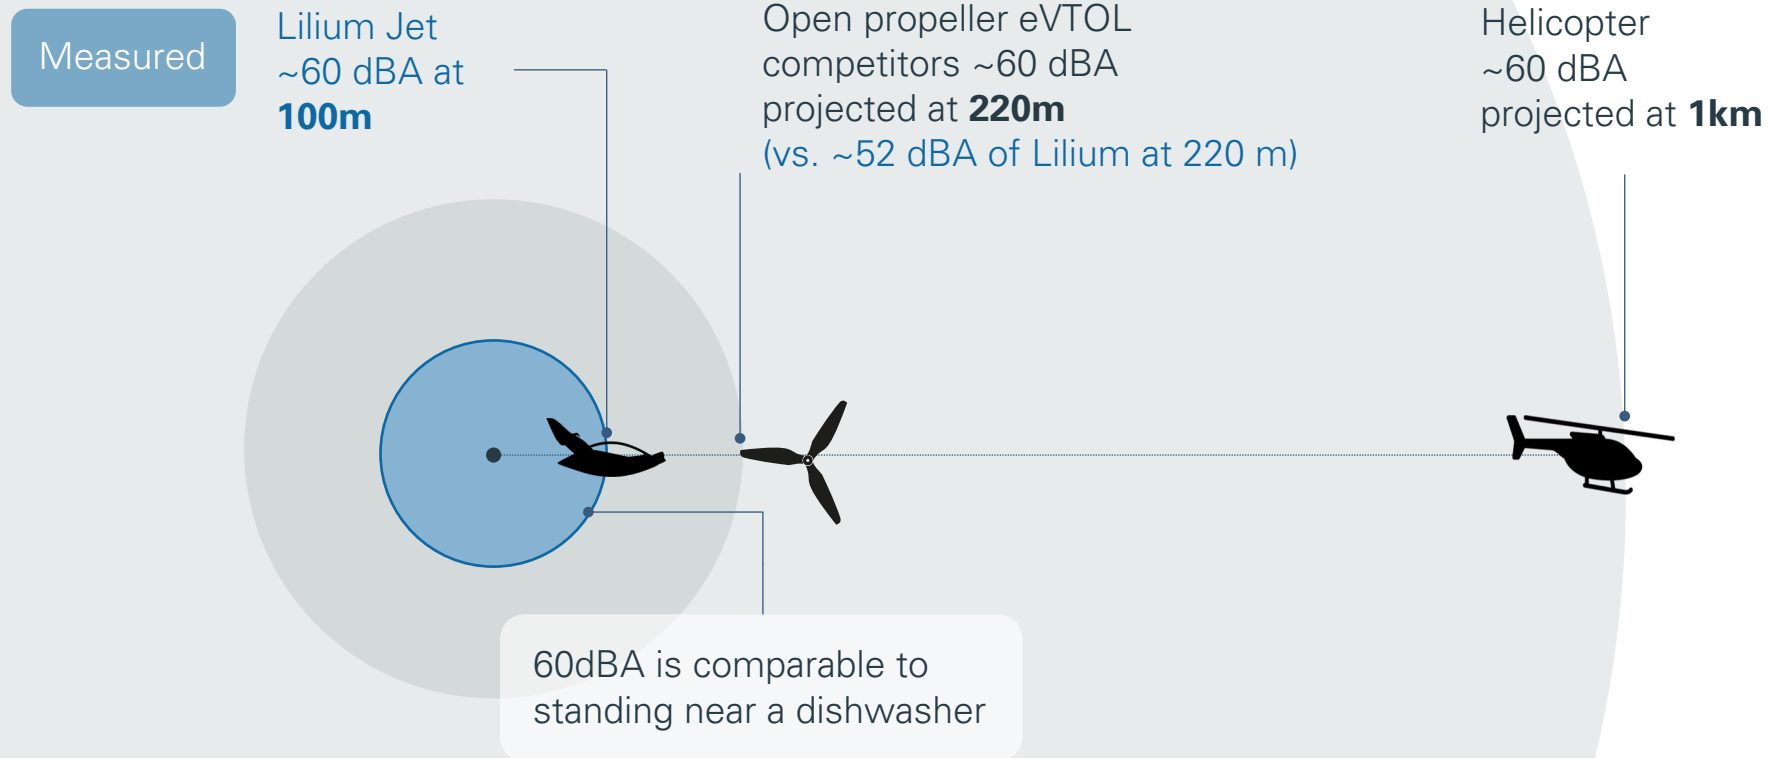 Measured
Lilium Jet
~60 dBA at
100m
Open propeller eVTOL
competitors ~60 dBA
projected at 220m
(vs. ~52 dBA of Lilium at 220 m)
Helicopter
~60 dBA
projected at 1km
60dBA is comparable to
standing near a dishwasher